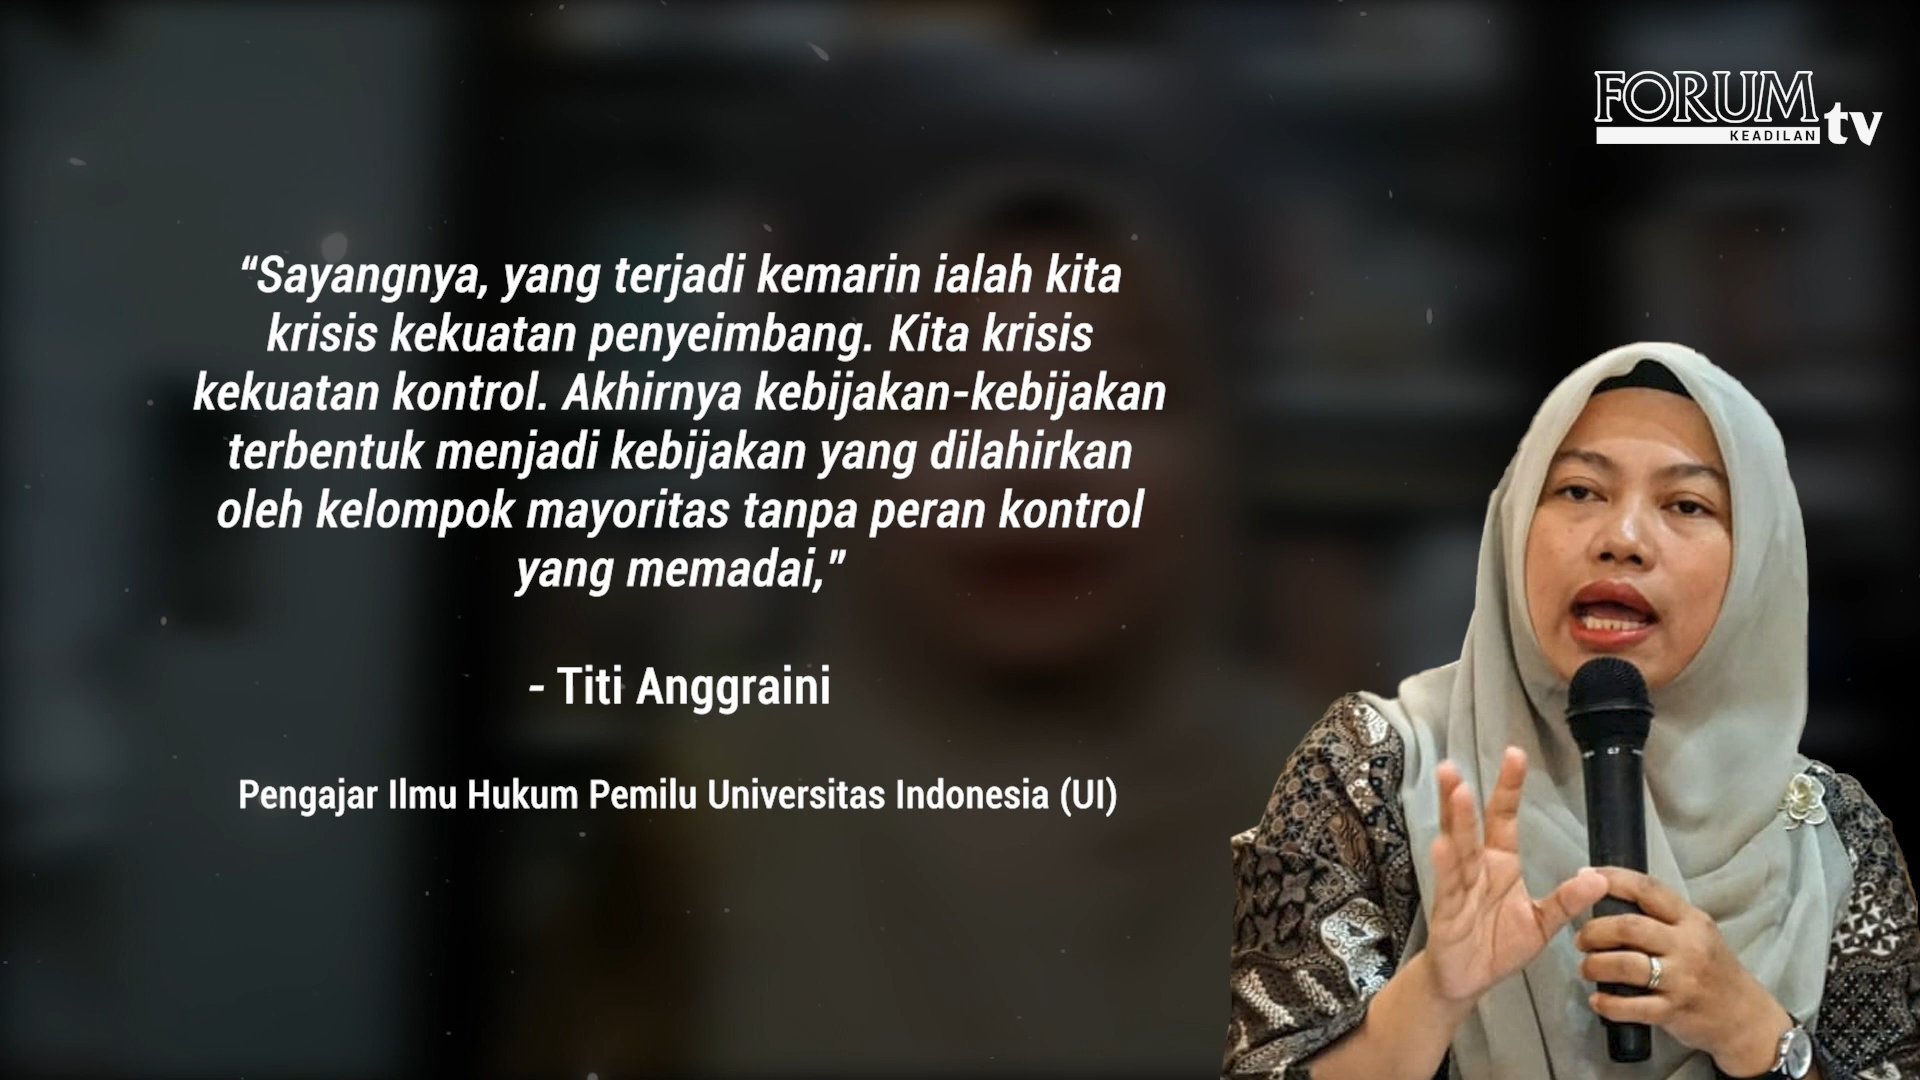 FORUM
KEADILAN
tv
“Sayangnya, yang terjadi kemarin ialah kita
krisis kekuatan penyeimbang. Kita krisis
kekuatan kontrol. Akhirnya kebijakan-kebijakan
terbentuk menjadi kebijakan yang dilahirkan
oleh kelompok mayoritas tanpa peran kontrol
yang memadai,”
- Titi Anggraini
Pengajar Ilmu Hukum Pemilu Universitas Indonesia (UI)